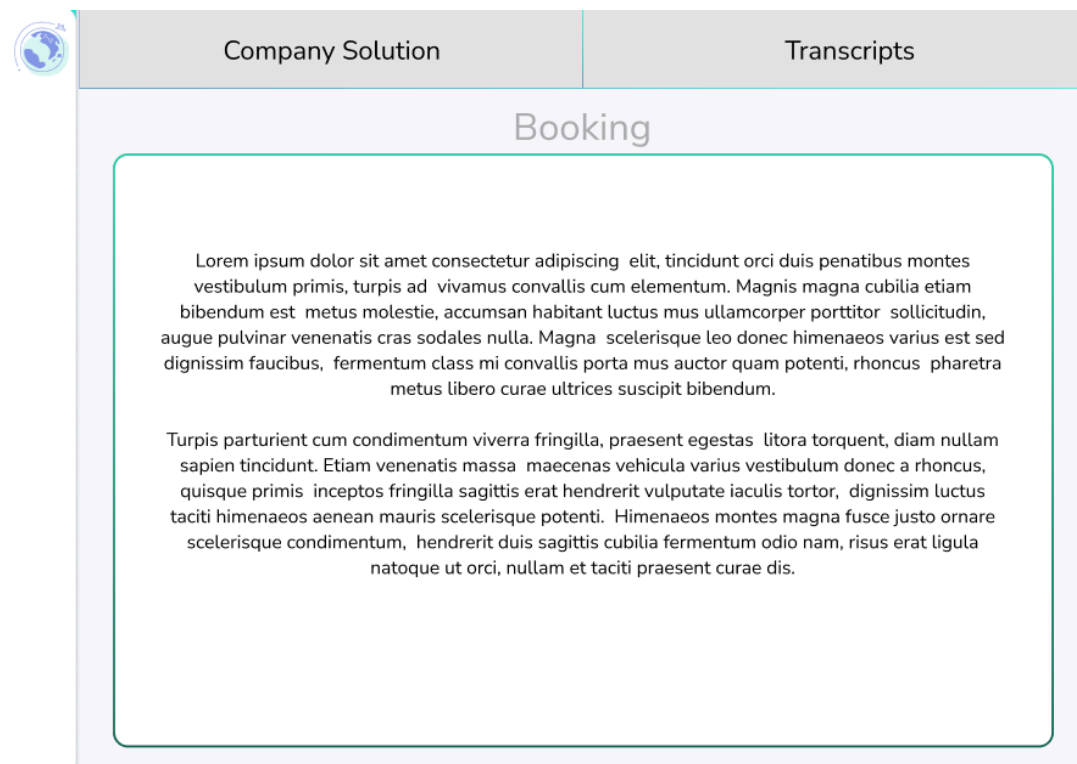 Company Solution
Transcripts
Booking
Lorem ipsum dolor sit amet consectetur adipiscing  elit, tincidunt orci duis penatibus montes
vestibulum primis, turpis ad  vivamus convallis cum elementum. Magnis magna cubilia etiam
bibendum est  metus molestie, accumsan habitant luctus mus ullamcorper porttitor  sollicitudin,
augue pulvinar venenatis cras sodales nulla. Magna  scelerisque leo donec himenaeos varius est sed
dignissim faucibus,  fermentum class mi convallis porta mus auctor quam potenti, rhoncus  pharetra
metus libero curae ultrices suscipit bibendum.
Turpis parturient cum condimentum viverra fringilla, praesent egestas  litora torquent, diam nullam
sapien tincidunt. Etiam venenatis massa  maecenas vehicula varius vestibulum donec a rhoncus,
quisque primis  inceptos fringilla sagittis erat hendrerit vulputate iaculis tortor,  dignissim luctus
taciti himenaeos aenean mauris scelerisque potenti.  Himenaeos montes magna fusce justo ornare
scelerisque condimentum,  hendrerit duis sagittis cubilia fermentum odio nam, risus erat ligula
natoque ut orci, nullam et taciti praesent curae dis.